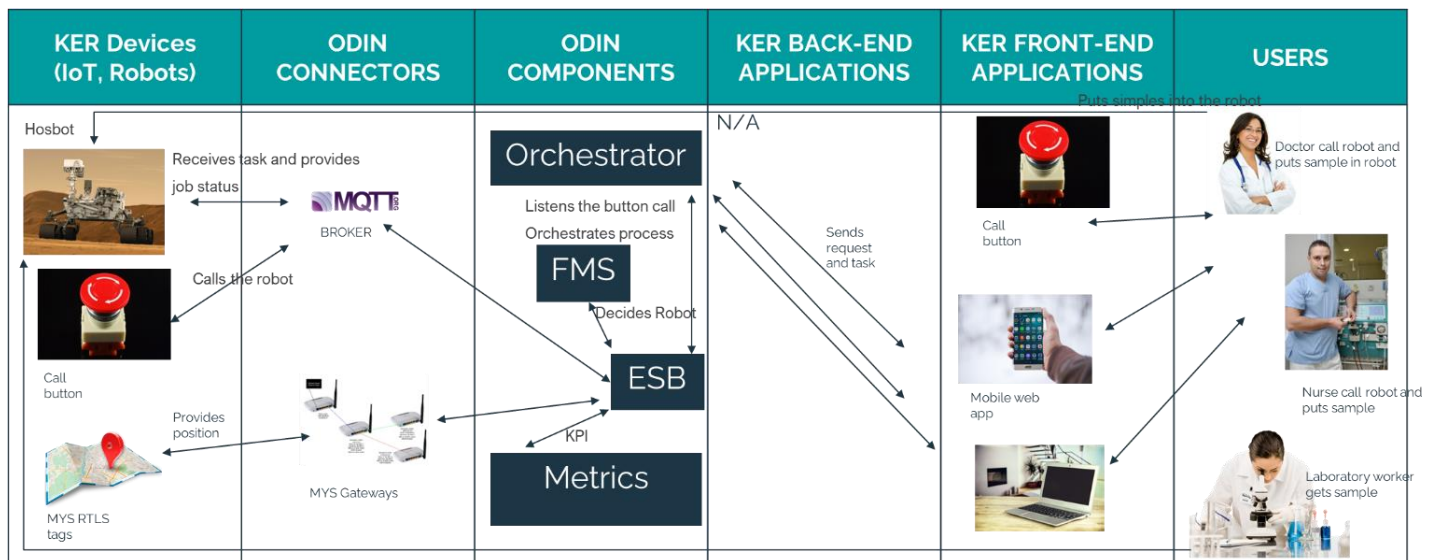 KER Devices
(IoT, Robots)
ODIN
CONNECTORS
ODIN
COMPONENTS
KER BACK-END
APPLICATIONS
KER FRONT-END
APPLICATIONS
USERS
Puts simples into the robot
Hosbot
Receives task and provides
job status
Calls the robot
Call
button
Provides
position
MYS RTLS
tags
MQTT
.ORG
BROKER
MYS Gateways
Orchestrator
Listens the button call
Orchestrates process
FMS
Decides Robot
ESB
KPI
Metrics
N/A
Sends
request
and task
Call
button
Mobile web
app
Doctor call robot and
puts sample in robot
Nurse call robot and
puts sample
Laboratory worker
gets sample